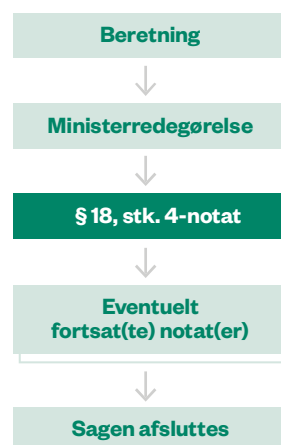 Beretning
Ministerredegørelse
§ 18, stk. 4-notat
Eventuelt
fortsat(te) notat(er)
Sagen afsluttes